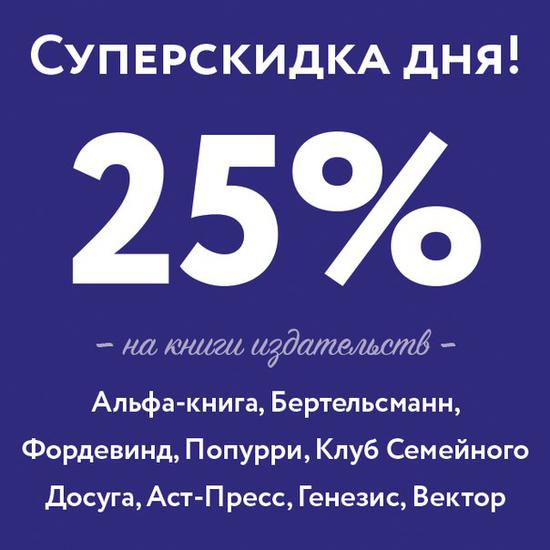 Суперскидка дня!
25%
– на книги издательств –
Альфа-книга, Бертельсманн,
Фордевинд, Попурри, Клуб Семейного
Досуга, Аст-Пресс, Генезис, Вектор